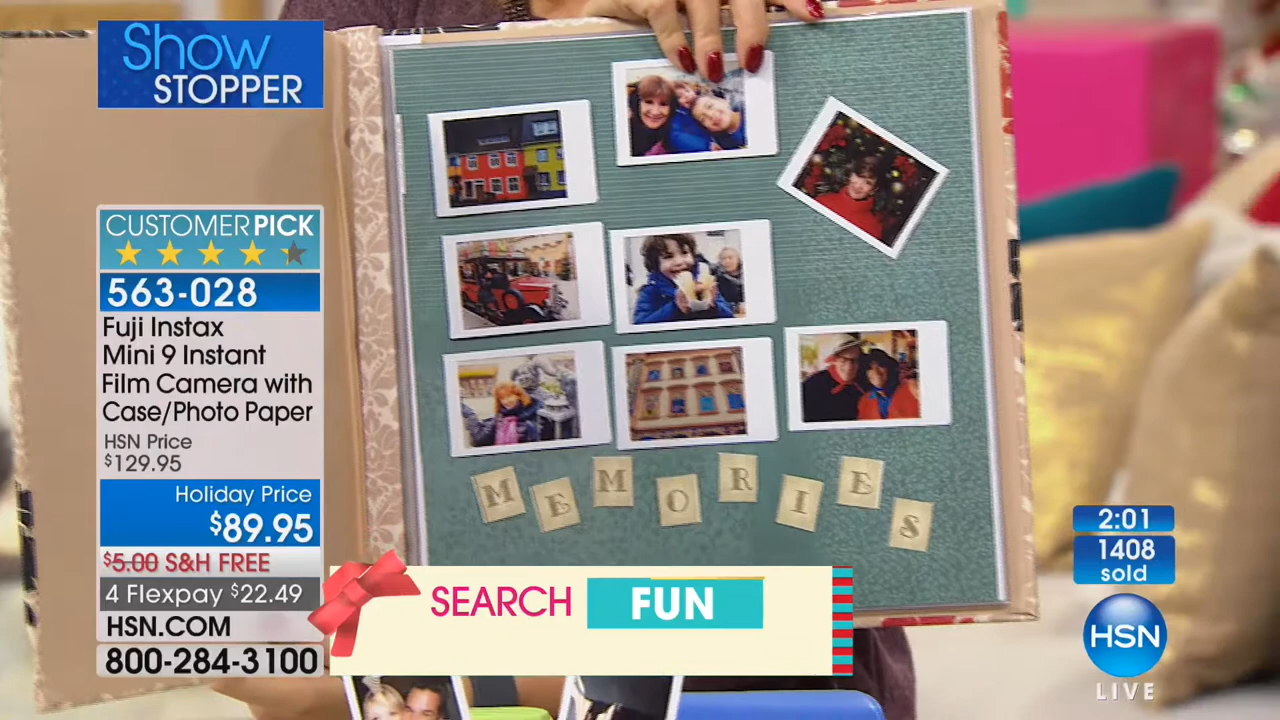 Show
STOPPER
CUSTOMER PICK
563-028
Fuji Instax
Mini 9 Instant
Film Camera with
Case/Photo Paper
HSN Price
$129.95
Holiday Price
$89.95
$5.00 S&H FREE
4 Flexpay $22.49
HSN.COM
800-284-3100
MEMORIES
SEARCH FUN
2:01
1408
sold
HSN
LIVE